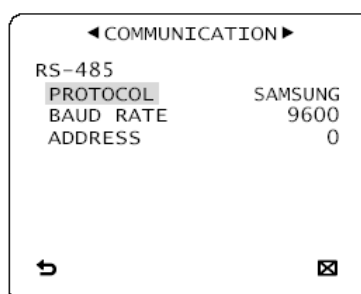 ◄COMMUNICATION►
RS-485
PROTOCOL SAMSUNG
BAUD RATE 9600
ADDRESS 0